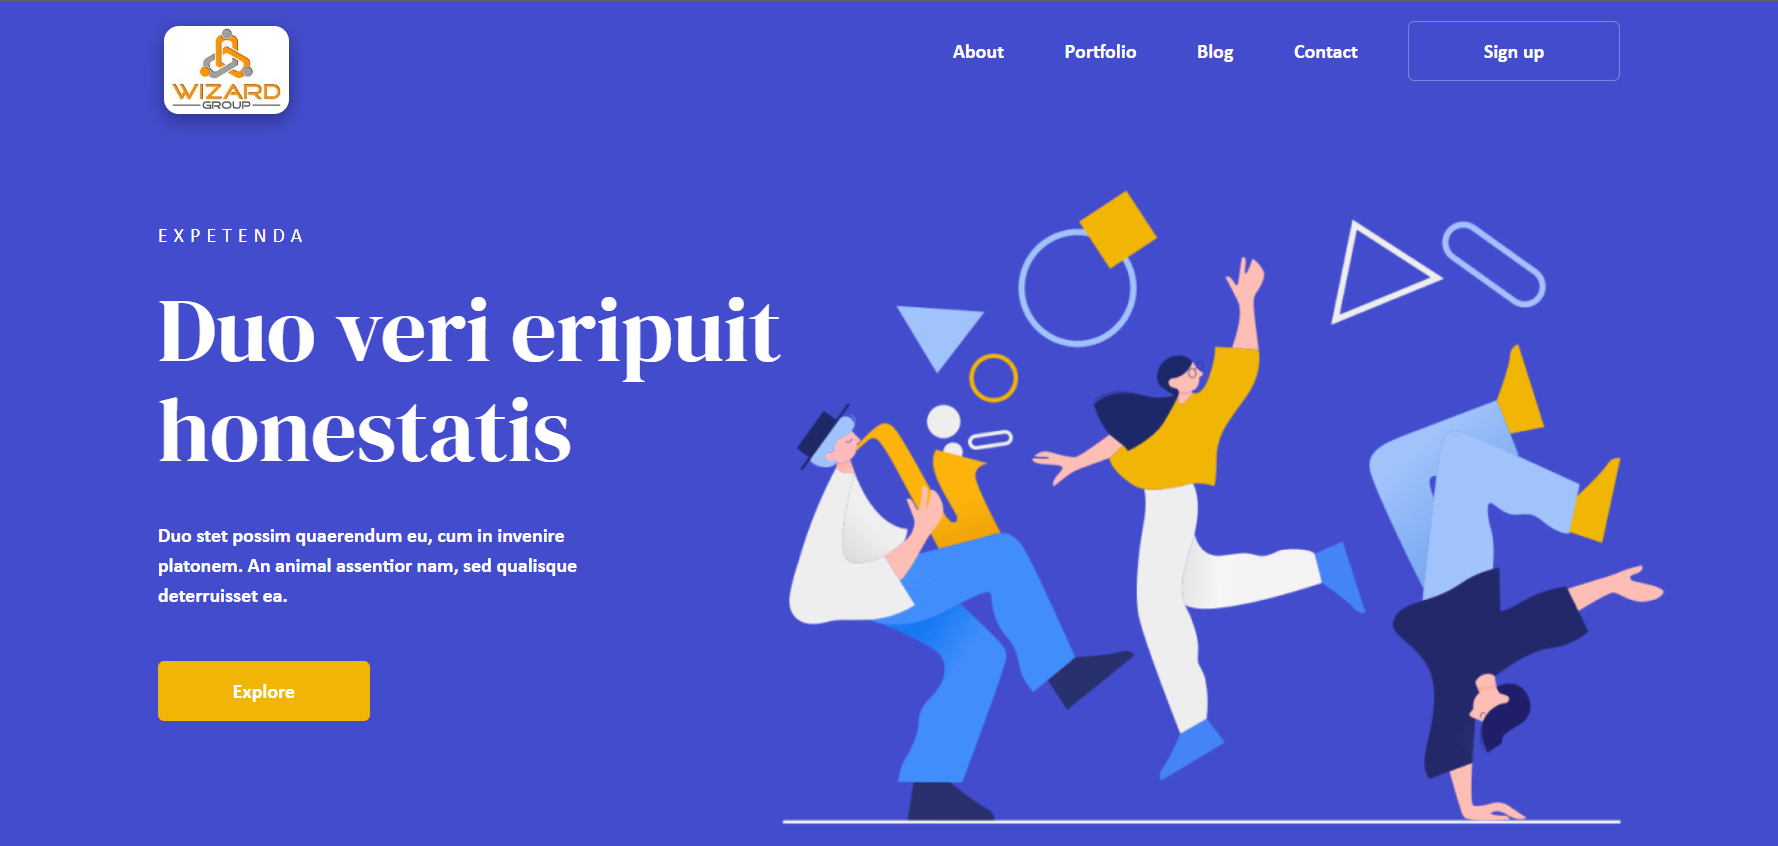 WIZARD
GROUP
About Portfolio Blog Contact Sign up
EXPETENDA
Duo veri eripuit
honestatis
Duo stet possim quaerendum eu, cum in invenire
platonem. An animal assentior nam, sed qualisque
deterruisset ea.
Explore